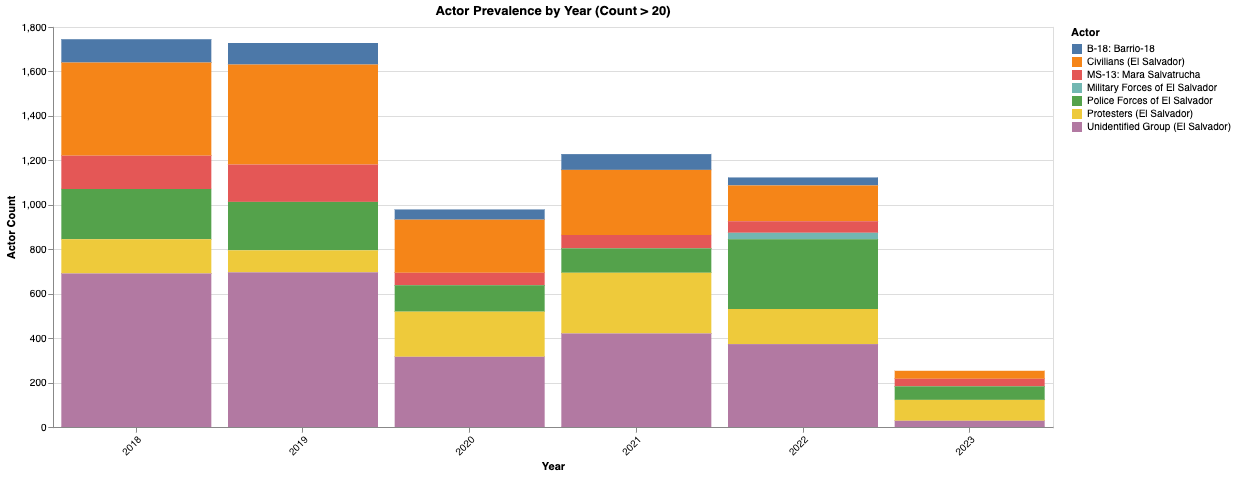 Actor Prevalence by Year (Count > 20)
1,800
1,600
1,400
1,200
1,000
800
600
400
200
0
Actor Count
2018
2019
2020
2021
2022
2023
Year
Actor
B-18: Barrio-18
Civilians (El Salvador)
MS-13: Mara Salvatrucha
Military Forces of El Salvador
Police Forces of El Salvador
Protesters (El Salvador)
Unidentified Group (El Salvador)